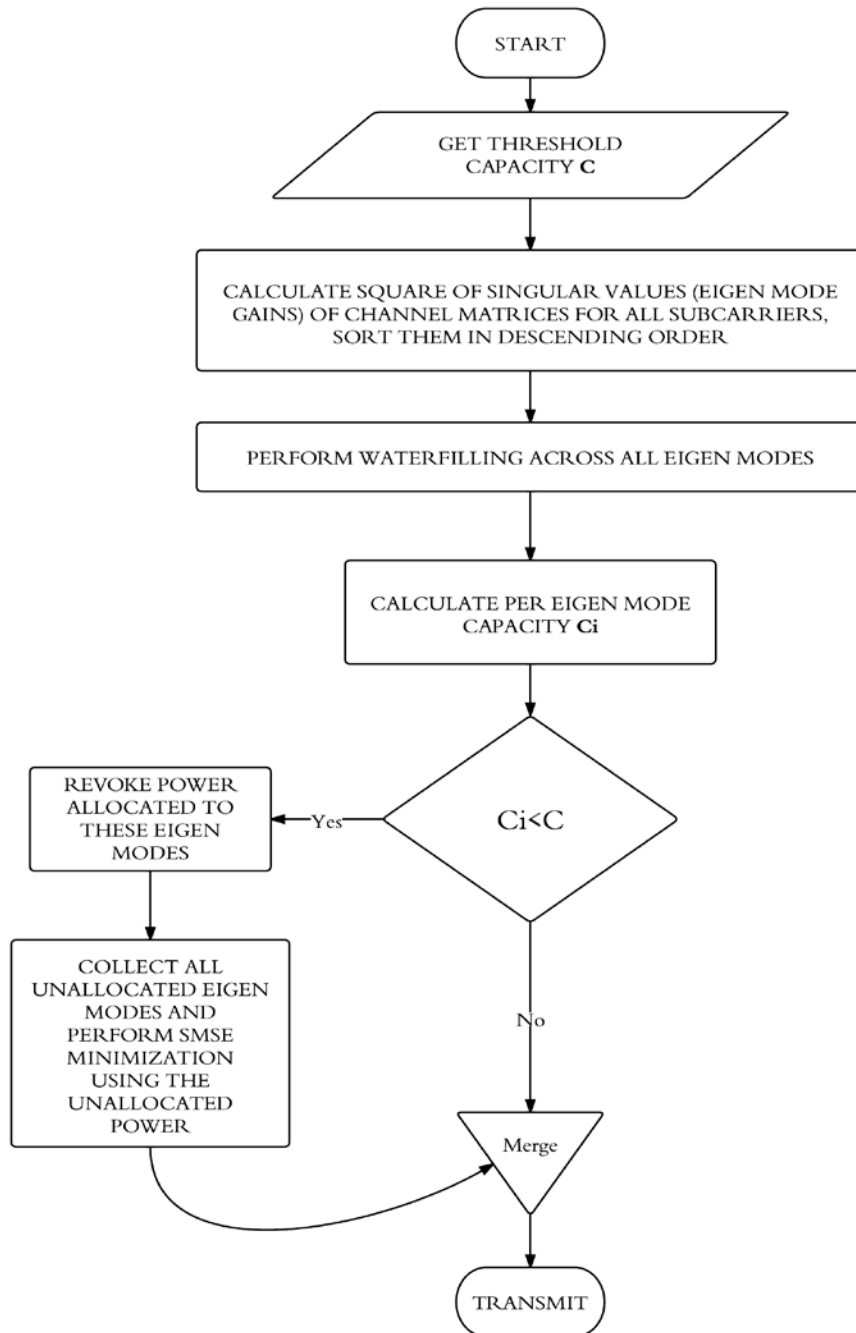 START
GET THRESHOLD
CAPACITY C
CALCULATE SQUARE OF SINGULAR VALUES (EIGEN MODE
GAINS) OF CHANNEL MATRICES FOR ALL SUBCARRIERS,
SORT THEM IN DESCENDING ORDER
PERFORM WATERFILLING ACROSS ALL EIGEN MODES
CALCULATE PER EIGEN MODE
CAPACITY Ci
Ci<C
Yes
REVOKE POWER
ALLOCATED TO
THESE EIGEN
MODES
COLLECT ALL
UNALLOCATED EIGEN
MODES AND
PERFORM SMSE
MINIMIZATION
USING THE
UNALLOCATED
POWER
No
Merge
TRANSMIT